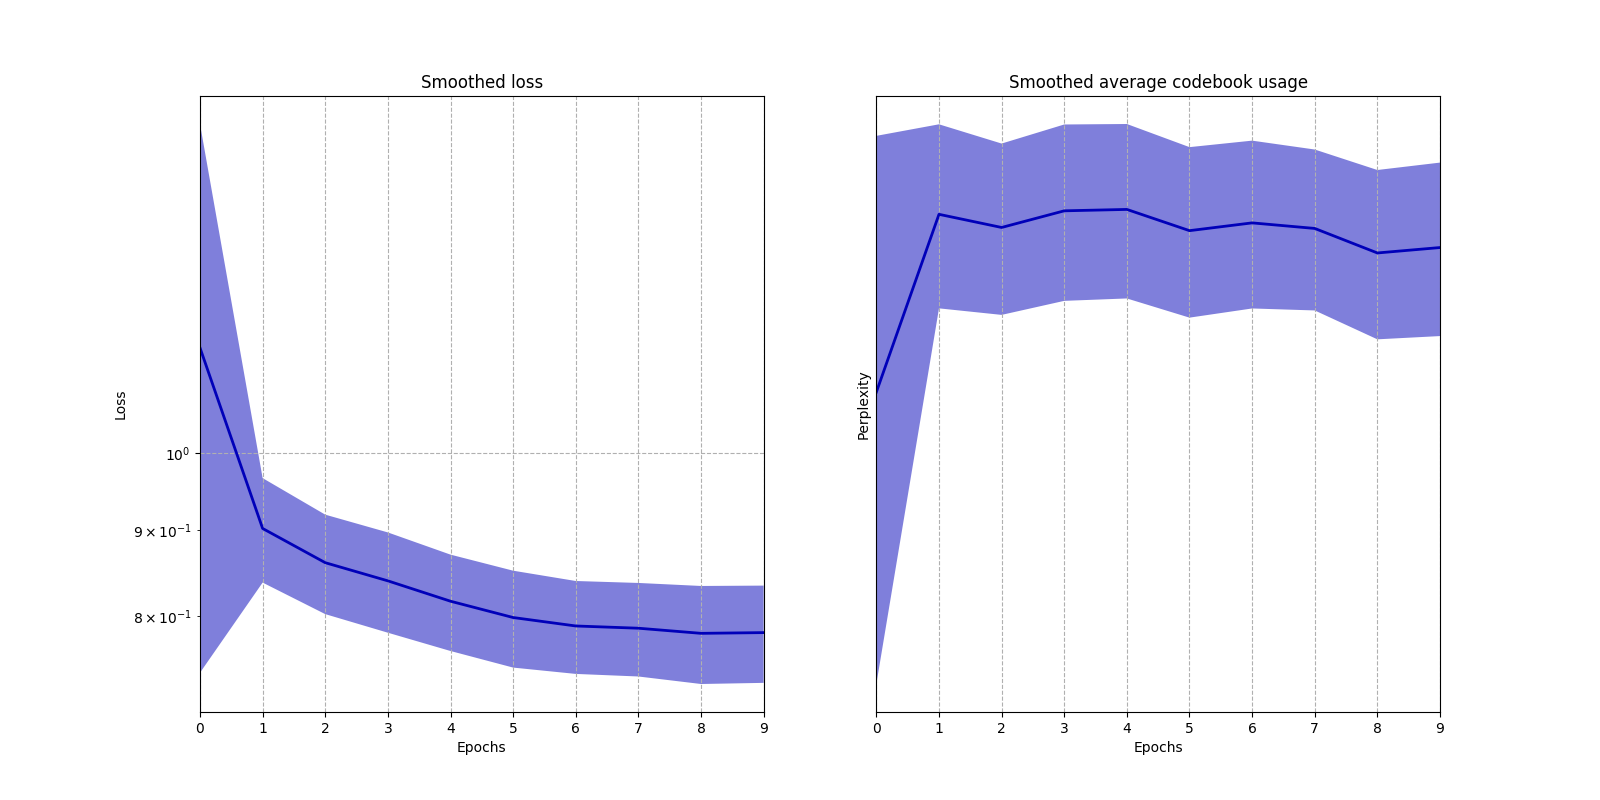 Smoothed loss
Loss
10⁰
9 × 10⁻¹
8 × 10⁻¹
0 1 2 3 4 5 6 7 8 9
Epochs
Smoothed average codebook usage
Perplexity
0 1 2 3 4 5 6 7 8 9
Epochs